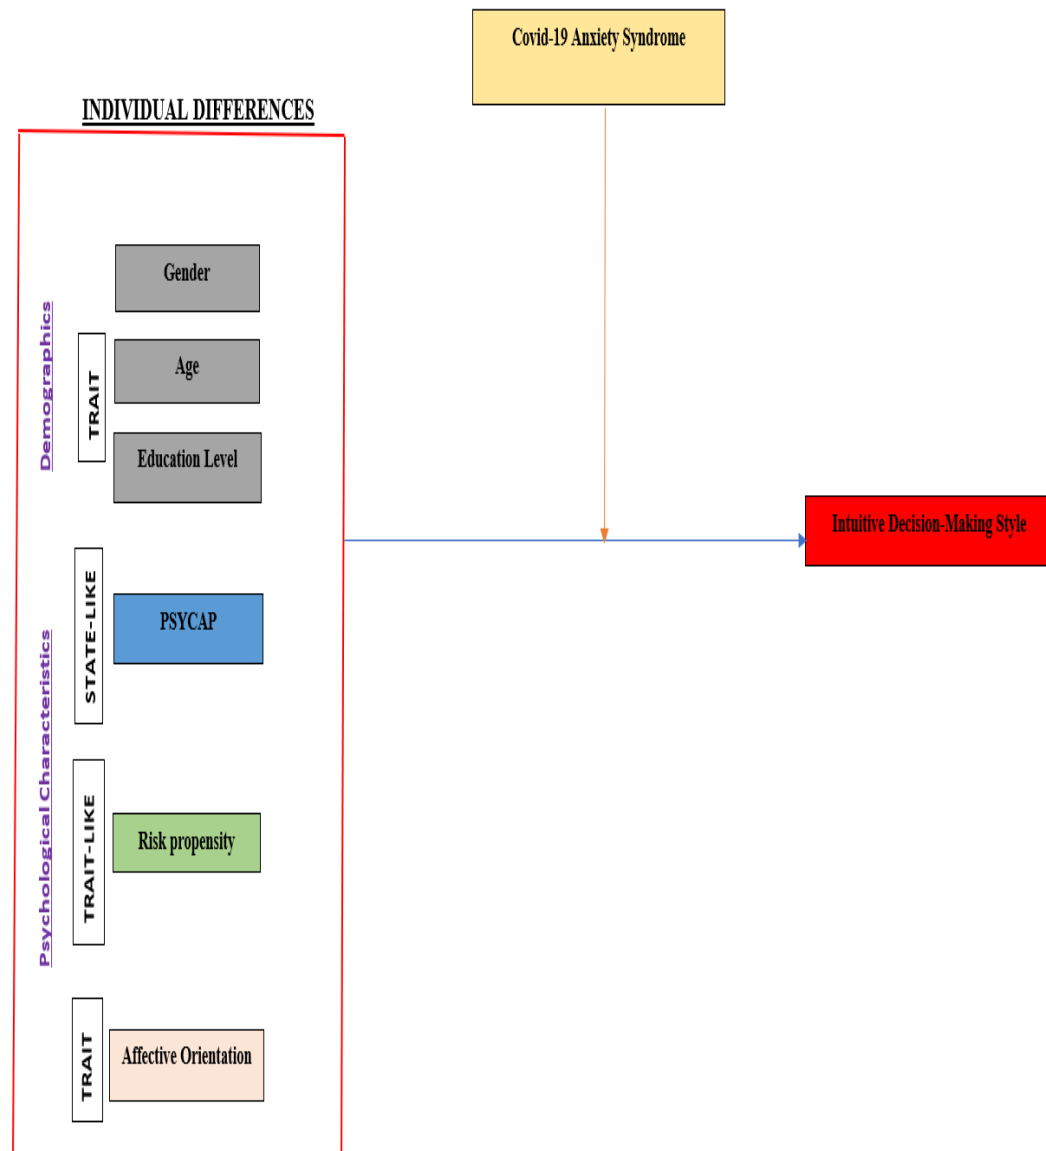 Covid-19 Anxiety Syndrome
INDIVIDUAL DIFFERENCES
Demographics
TRAIT
Gender
Age
Education Level
Intuitive Decision-Making Style
Psychological Characteristics
STATE-LIKE
PSYCAP
TRAIT-LIKE
Risk propensity
TRAIT
Affective Orientation